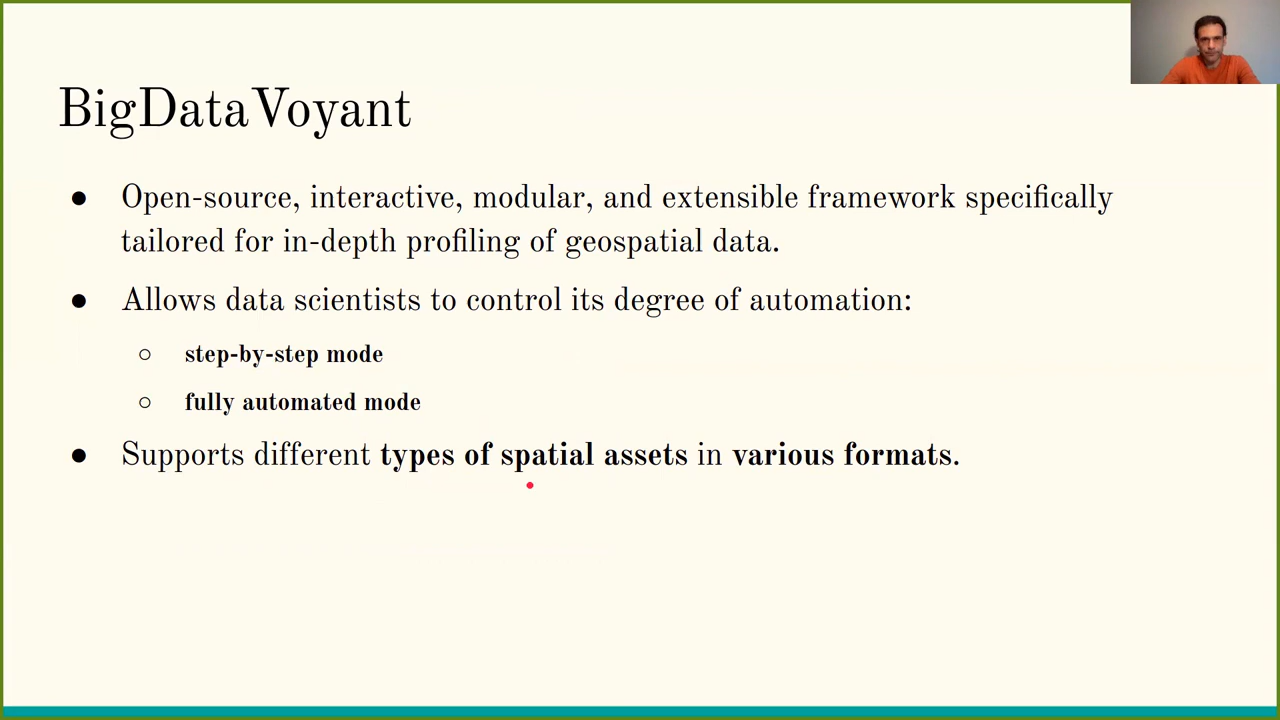 BigDataVoyant
● Open-source, interactive, modular, and extensible framework specifically
tailored for in-depth profiling of geospatial data.
● Allows data scientists to control its degree of automation:
○ step-by-step mode
○ fully automated mode
● Supports different types of spatial assets in various formats.